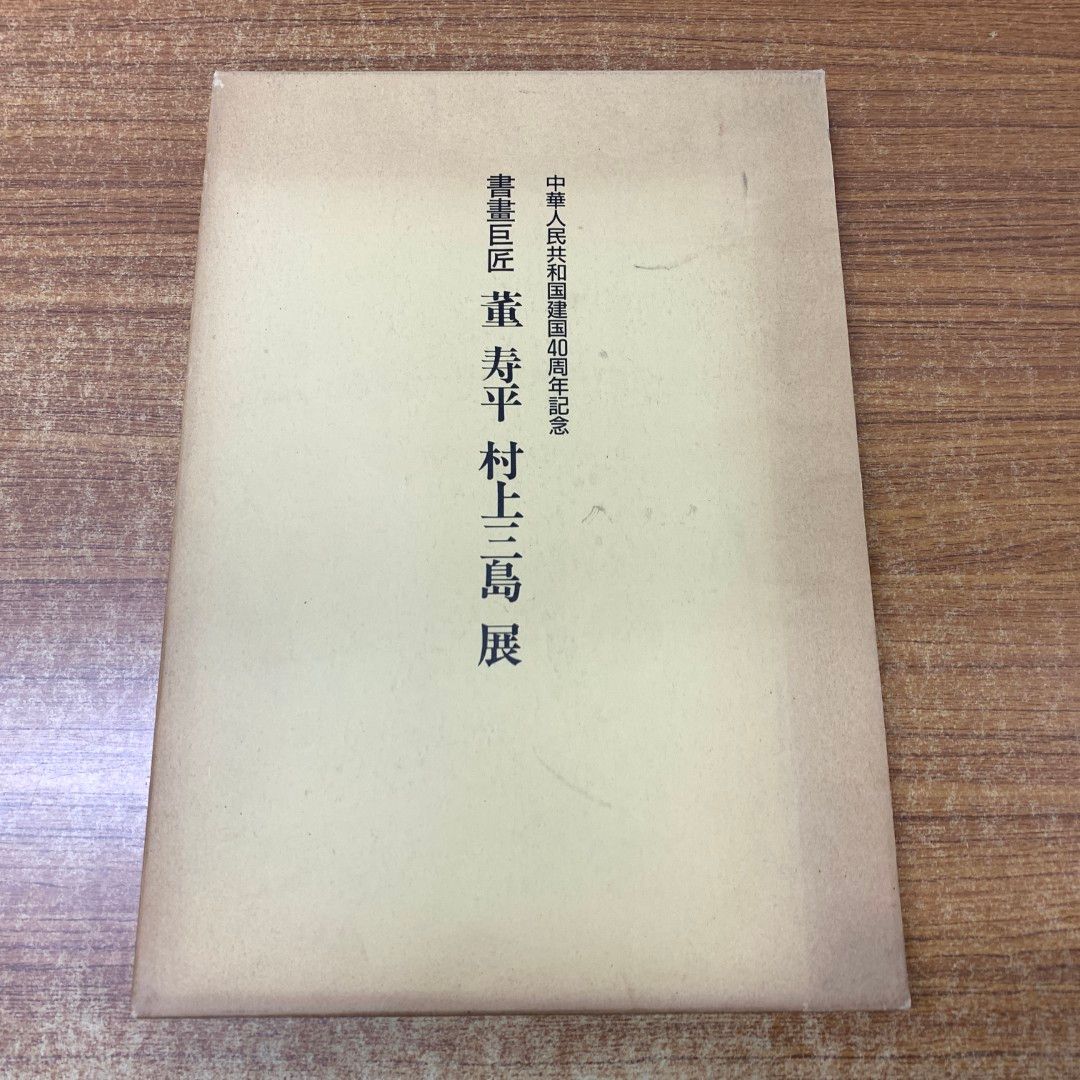 中華人民共和国建国40周年記念
書畫巨匠 董寿平 村上三島 展